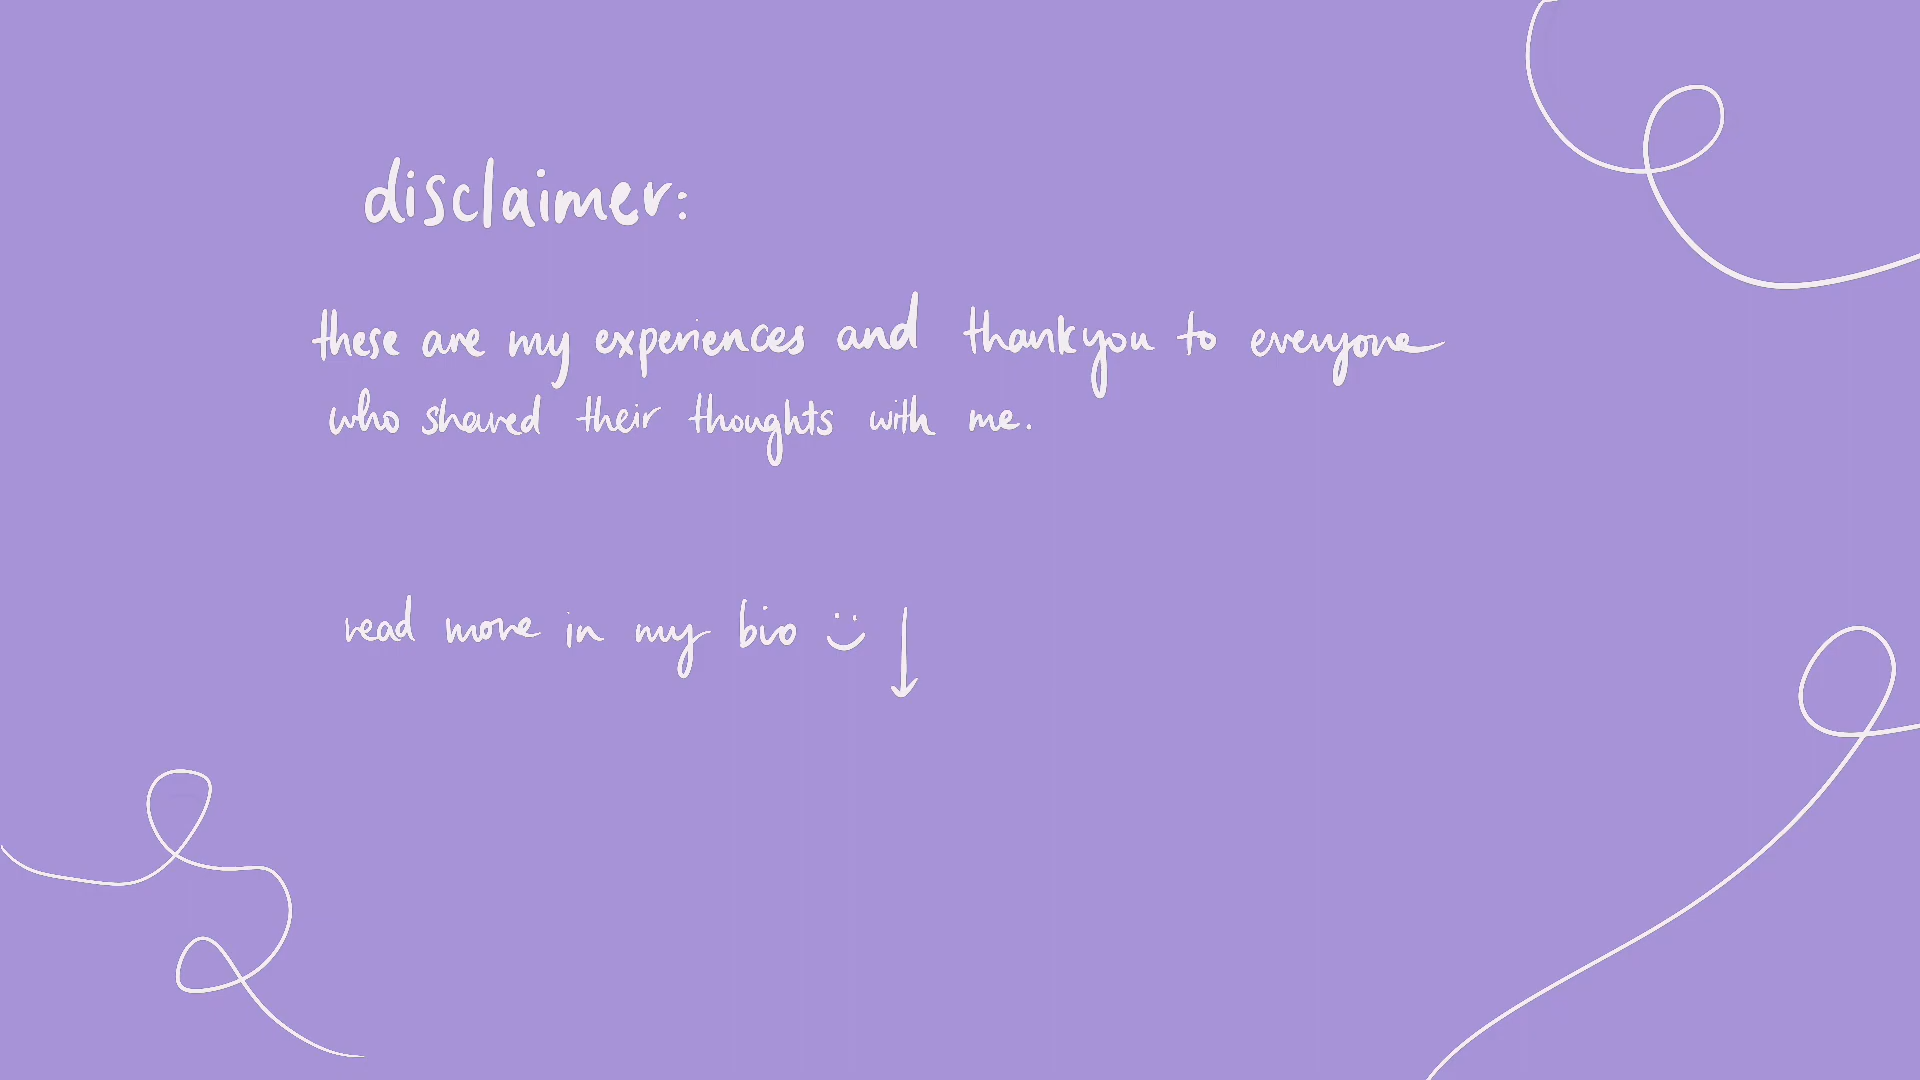 disclaimer:
these are my experiences and thankyou to everyone
who shared their thoughts with me.
read more in my bio